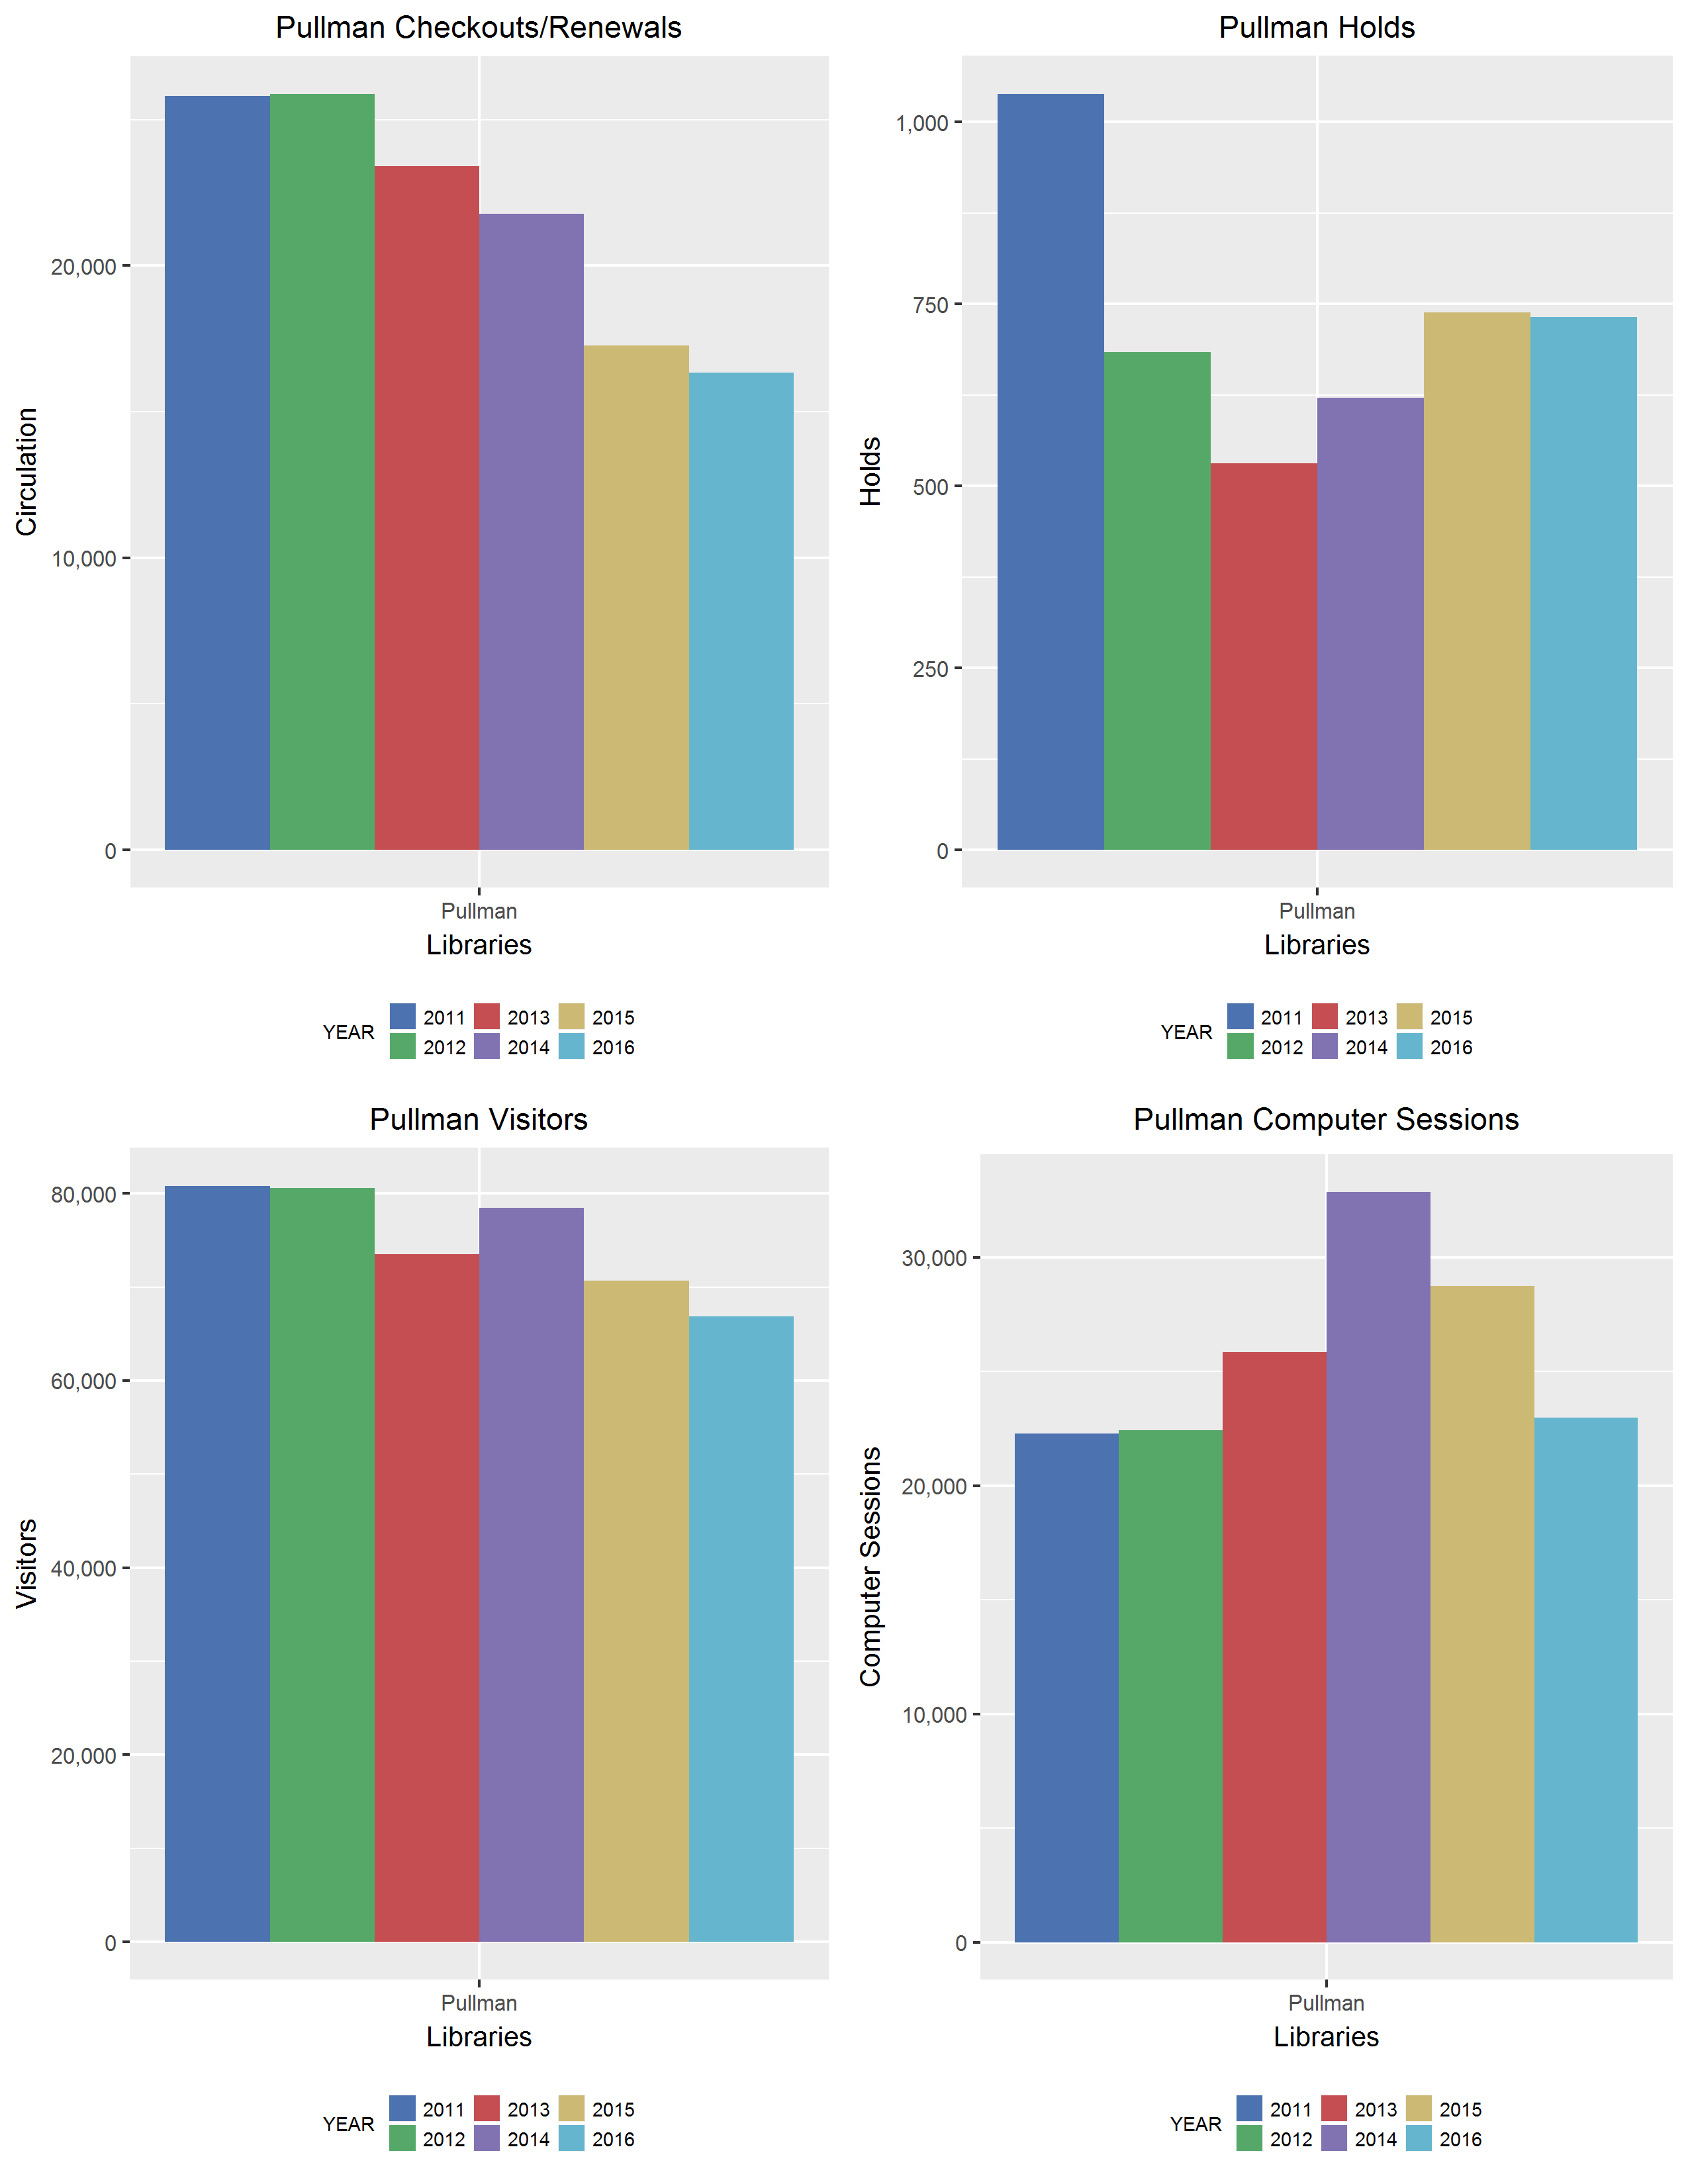 Pullman Checkouts/Renewals
Circulation
20,000
10,000
0
Pullman
Libraries
YEAR
2011 2013 2015
2012 2014 2016
Pullman Holds
Holds
1,000
750
500
250
0
Pullman
Libraries
YEAR
2011 2013 2015
2012 2014 2016
Pullman Visitors
Visitors
80,000
60,000
40,000
20,000
0
Pullman
Libraries
YEAR
2011 2013 2015
2012 2014 2016
Pullman Computer Sessions
Computer Sessions
30,000
20,000
10,000
0
Pullman
Libraries
YEAR
2011 2013 2015
2012 2014 2016